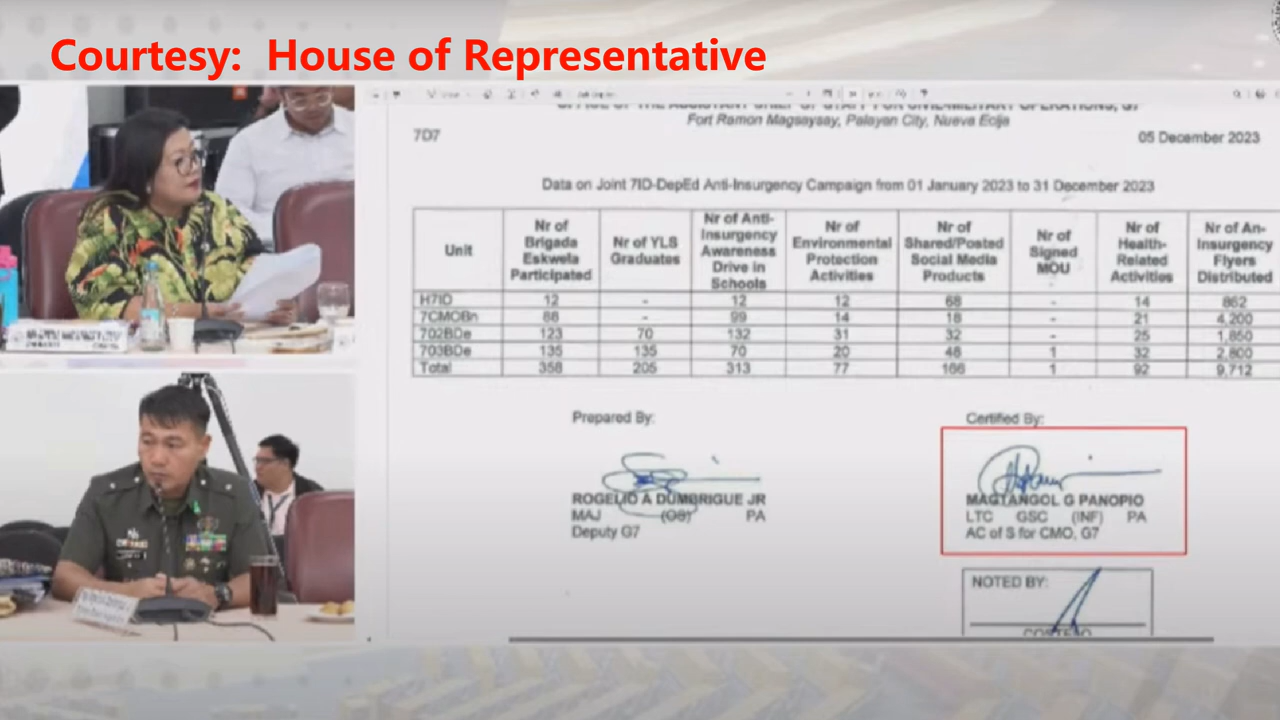 Courtesy: House of Representative
Fort Ramon Magsaysay, Palayan City, Nueva Ecija
7D7
05 December 2023
Data on Joint 7ID-DepEd Anti-Insurgency Campaign from 01 January 2023 to 31 December 2023
Unit | Nr of Brigada Eskwela Participated | Nr of YLS Graduates | Nr of Anti-Insurgency Awareness Drive in Schools | Nr of Environmental Protection Activities | Nr of Shared/Posted Social Media Products | Nr of Signed MOU | Nr of Health-Related Activities | Nr of An-Insurgency Flyers Distributed
H7ID | 12 | - | 12 | 12 | 68 | - | 14 | 862
7CMOBn | 88 | - | 99 | 14 | 18 | - | 21 | 4,200
702BDe | 123 | 70 | 132 | 31 | 32 | - | 25 | 1,850
703BDe | 135 | 135 | 70 | 20 | 48 | 1 | 32 | 2,800
Total | 358 | 205 | 313 | 77 | 166 | 1 | 92 | 9,712
Prepared By:
Certified By:
ROGELIO A DUMBRIGUE JR
MAJ (OS) PA
Deputy G7
MAGTANGOL G PANOPIO
LTC GSC (INF) PA
AC of S for CMO, G7
NOTED BY: